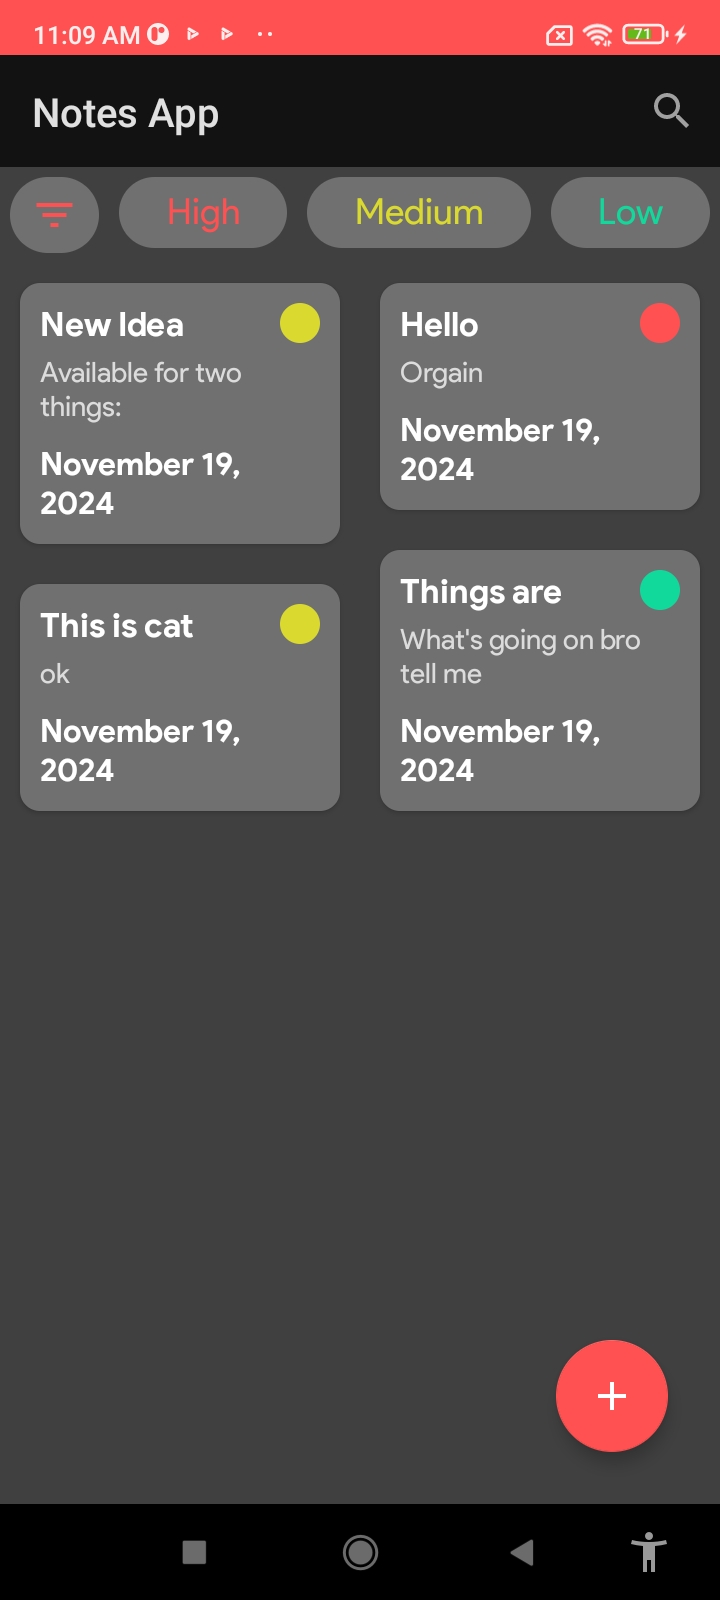 11:09 AM
71
Notes App
High
Medium
Low
New Idea
Available for two
things:
November 19,
2024
Hello
Orgain
November 19,
2024
This is cat
ok
November 19,
2024
Things are
What's going on bro
tell me
November 19,
2024